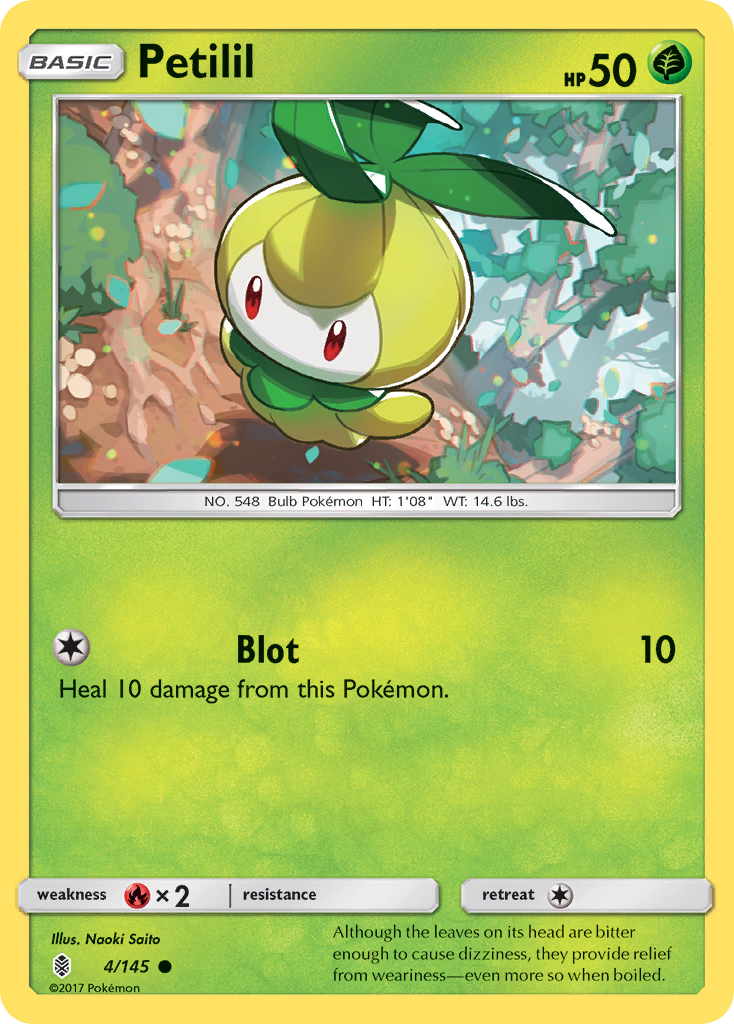 BASIC Petilil HP 50
NO. 548 Bulb Pokémon HT: 1'08" WT: 14.6 lbs.
Blot 10
Heal 10 damage from this Pokémon.
weakness × 2 resistance retreat
Illus. Naoki Saito
4/145
©2017 Pokémon
Although the leaves on its head are bitter
enough to cause dizziness, they provide relief
from weariness—even more so when boiled.